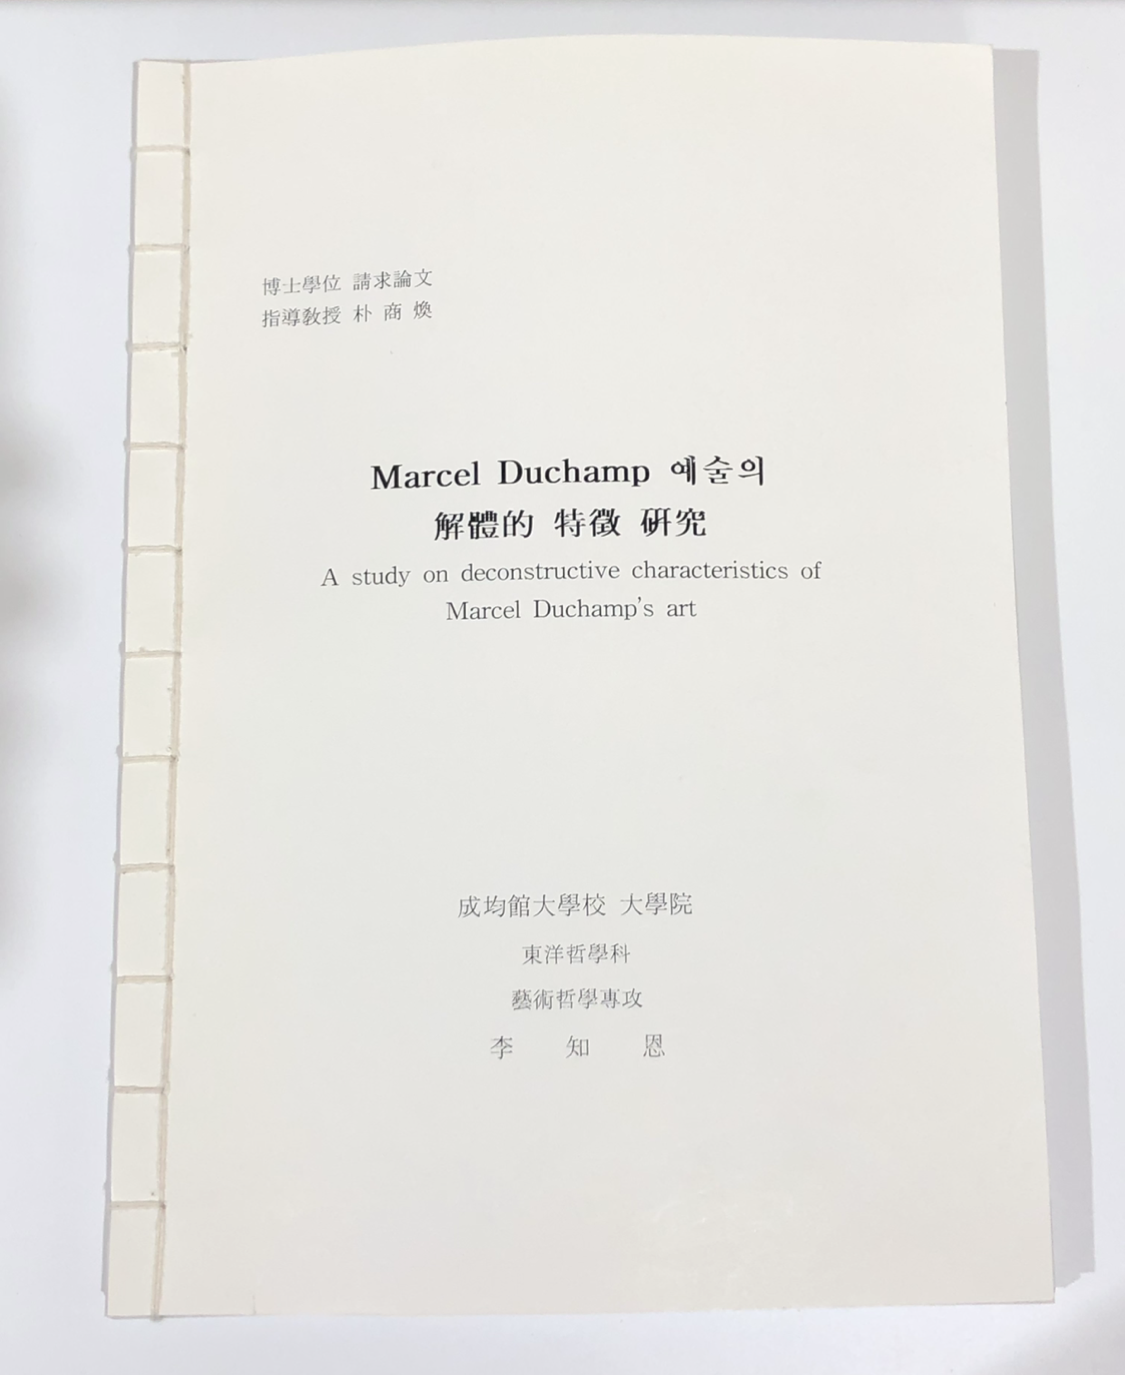 博士學位 請求論文
指導敎授 朴 商 煥
Marcel Duchamp 예술의
解體的 特徵 硏究
A study on deconstructive characteristics of
Marcel Duchamp's art
成均館大學校 大學院
東洋哲學科
藝術哲學專攻
李 知 恩